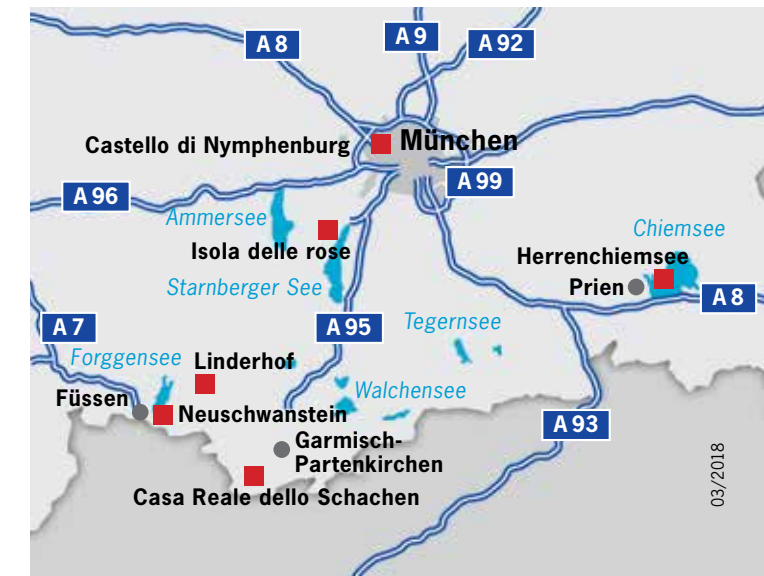 A 8
A 9
A 92
Castello di Nymphenburg
München
A 99
A 96
Ammersee
Isola delle rose
Chiemsee
Herrenchiemsee
Prien
Starnberger See
A 8
A 7
A 95
Tegernsee
Forggensee
Linderhof
Walchensee
Füssen
Neuschwanstein
A 93
Garmisch-
Partenkirchen
Casa Reale dello Schachen
03/2018